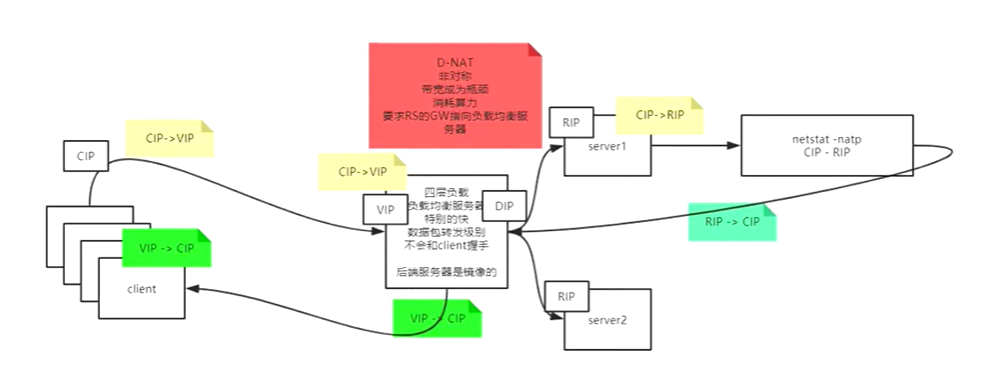 D-NAT
非对称
带宽成为瓶颈
消耗算力
要求RS的GW指向负载均衡服
务器
CIP->VIP
CIP
CIP->VIP
VIP
DIP
四层负载
负载均衡服务器
特别的快
数据包转发级别
不会和client握手
后端服务器是镜像的
RIP
CIP->RIP
server1
netstat -natp
CIP - RIP
RIP -> CIP
VIP -> CIP
client
VIP -> CIP
RIP
server2